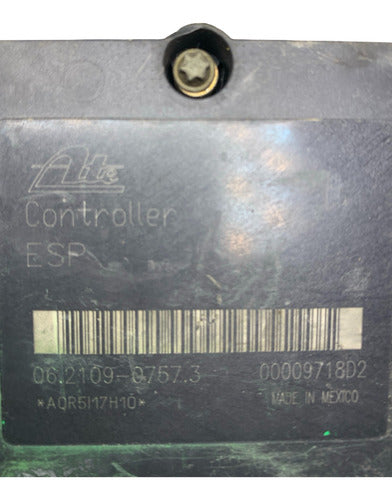 Ate
Controller
ESP
06.2109-0757.3 00009718D2
*AQR5I17H10* MADE IN MEXICO